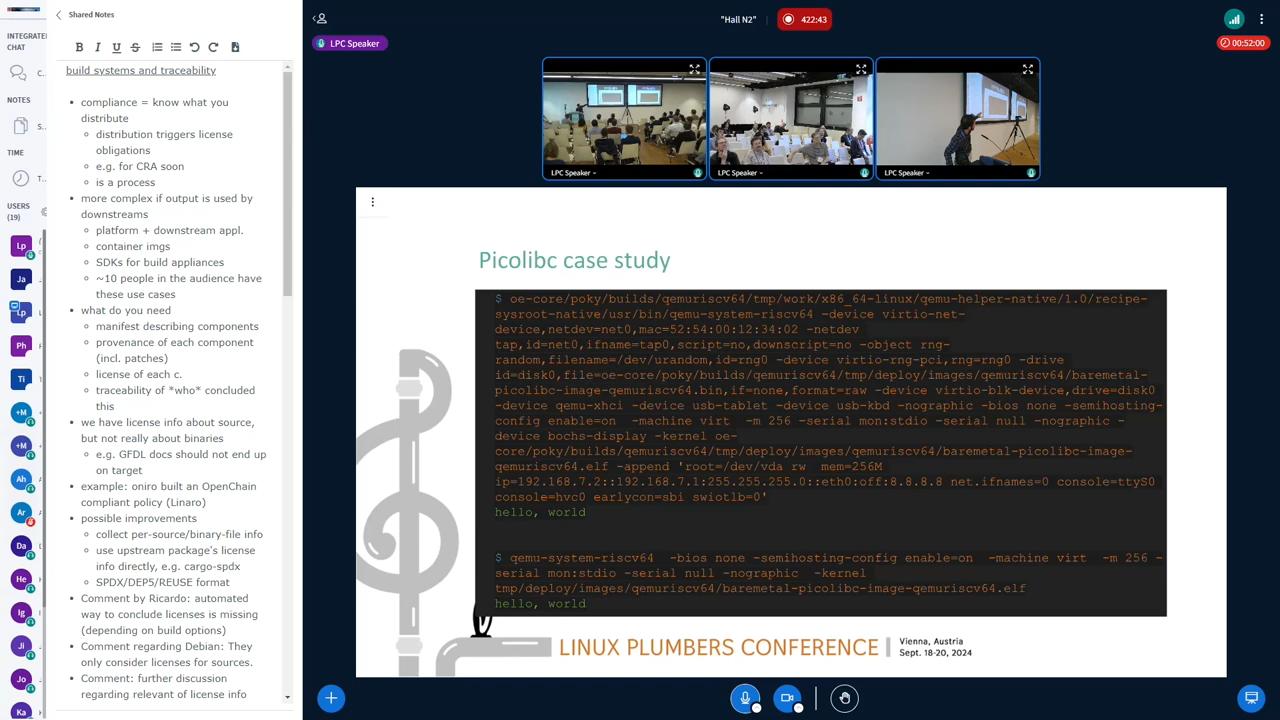 Shared Notes
INTEGRATE
CHAT
C.
NOTES
S..
TIME
T...
USERS
(19)
Lp
Ja
Lp
Ph
Ti
+M
+M
Ah
Ar
Da
He
Ig
Ji
Jo
Ka
B I U S
build systems and traceability
• compliance = know what you
distribute
distribution triggers license
obligations
e.g. for CRA soon
is a process
• more complex if output is used by
downstreams
platform + downstream appl.
container imgs
SDKs for build appliances
~10 people in the audience have
these use cases
• what do you need
manifest describing components
provenance of each component
(incl. patches)
license of each c.
traceability of *who* concluded
this
• we have license info about source,
but not really about binaries
e.g. GFDL docs should not end up
on target
• example: oniro built an OpenChain
compliant policy (Linaro)
• possible improvements
collect per-source/binary-file info
use upstream package's license
info directly, e.g. cargo-spdx
SPDX/DEP5/REUSE format
• Comment by Ricardo: automated
way to conclude licenses is missing
(depending on build options)
• Comment regarding Debian: They
only consider licenses for sources.
• Comment: further discussion
regarding relevant of license info
"Hall N2"
422:43
00:52:00
LPC Speaker
LPC Speaker
LPC Speaker
LPC Speaker
Picolibc case study
$ oe-core/poky/builds/qemuriscv64/tmp/work/x86_64-linux/qemu-helper-native/1.0/recipe-
sysroot-native/usr/bin/qemu-system-riscv64 -device virtio-net-
device,netdev=net0,mac=52:54:00:12:34:02 -netdev
tap,id=net0,ifname=tap0,script=no,downscript=no -object rng-
random,filename=/dev/urandom,id=rng0 -device virtio-rng-pci,rng=rng0 -drive
id=disk0,file=oe-core/poky/builds/qemuriscv64/tmp/deploy/images/qemuriscv64/baremetal-
picolibc-image-qemuriscv64.bin,if=none,format=raw -device virtio-blk-device,drive=disk0
-device qemu-xhci -device usb-tablet -device usb-kbd -nographic -bios none -semihosting-
config enable=on -machine virt -m 256 -serial mon:stdio -serial null -nographic -
device bochs-display -kernel oe-
core/poky/builds/qemuriscv64/tmp/deploy/images/qemuriscv64/baremetal-picolibc-image-
qemuriscv64.elf -append 'root=/dev/vda rw mem=256M
ip=192.168.7.2::192.168.7.1:255.255.255.0::eth0:off:8.8.8.8 net.ifnames=0 console=ttyS0
console=hvc0 earlycon=sbi swiotlb=0'
hello, world
$ qemu-system-riscv64 -bios none -semihosting-config enable=on -machine virt -m 256 -
serial mon:stdio -serial null -nographic -kernel
tmp/deploy/images/qemuriscv64/baremetal-picolibc-image-qemuriscv64.elf
hello, world
LINUX PLUMBERS CONFERENCE
Vienna, Austria
Sept. 18-20, 2024